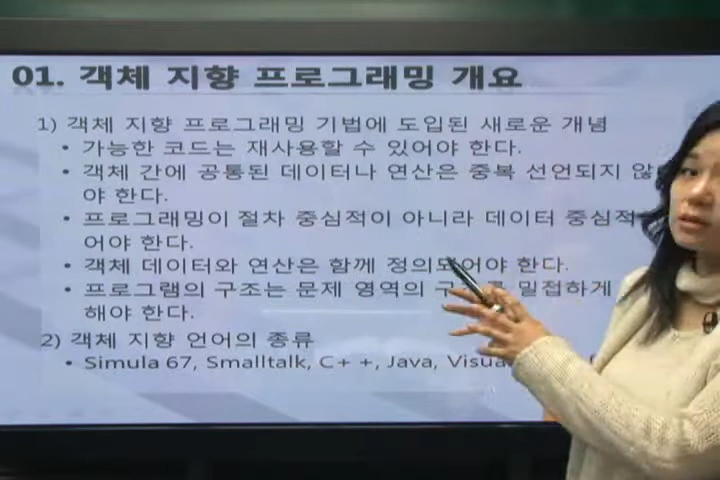 01. 객체 지향 프로그래밍 개요
1) 객체 지향 프로그래밍 기법에 도입된 새로운 개념
• 가능한 코드는 재사용할 수 있어야 한다.
• 객체 간에 공통된 데이터나 연산은 중복 선언되지 않
야 한다.
• 프로그래밍이 절차 중심적이 아니라 데이터 중심적
어야 한다.
• 객체 데이터와 연산은 함께 정의되어야 한다.
• 프로그램의 구조는 문제 영역의 밀접하게
해야 한다.
2) 객체 지향 언어의 종류
• Simula 67, Smalltalk, C+ +, Java,